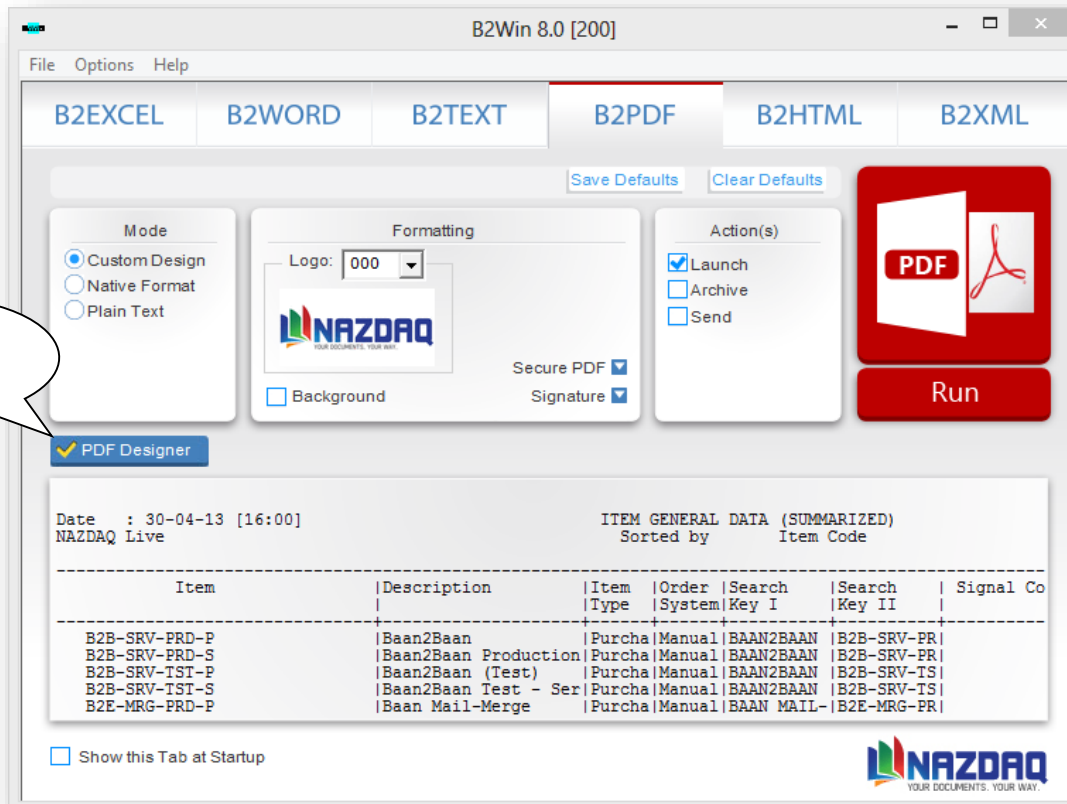 B2Win 8.0 [200]
File Options Help
B2EXCEL B2WORD B2TEXT B2PDF B2HTML B2XML
Save Defaults Clear Defaults
Mode
Custom Design
Native Format
Plain Text
Formatting
Logo: 000
NAZDAQ
YOUR DOCUMENTS. YOUR WAY.
Secure PDF
Background Signature
Action(s)
Launch
Archive
Send
PDF
Run
PDF Designer
Date : 30-04-13 [16:00] ITEM GENERAL DATA (SUMMARIZED)
NAZDAQ Live Sorted by Item Code
Item |Description |Item |Order |Search |Search | Signal Co
| |Type |System|Key I |Key II |
B2B-SRV-PRD-P |Baan2Baan |Purcha|Manual|BAAN2BAAN |B2B-SRV-PR|
B2B-SRV-PRD-S |Baan2Baan Production|Purcha|Manual|BAAN2BAAN |B2B-SRV-PR|
B2B-SRV-TST-P |Baan2Baan (Test) |Purcha|Manual|BAAN2BAAN |B2B-SRV-TS|
B2B-SRV-TST-S |Baan2Baan Test - Ser|Purcha|Manual|BAAN2BAAN |B2B-SRV-TS|
B2E-MRG-PRD-P |Baan Mail-Merge |Purcha|Manual|BAAN MAIL-|B2E-MRG-PR|
Show this Tab at Startup
NAZDAQ
YOUR DOCUMENTS. YOUR WAY.